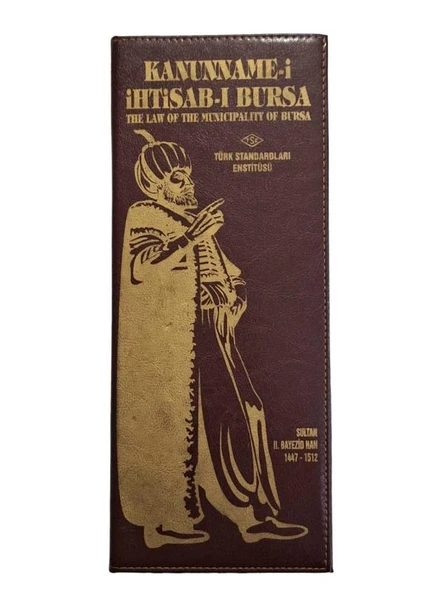 KANUNNAME-i
iHTiSAB-I BURSA
THE LAW OF THE MUNICIPALITY OF BURSA
TSE
TÜRK STANDARDLARI
ENSTİTÜSÜ
SULTAN
II. BAYEZİD HAN
1447 - 1512